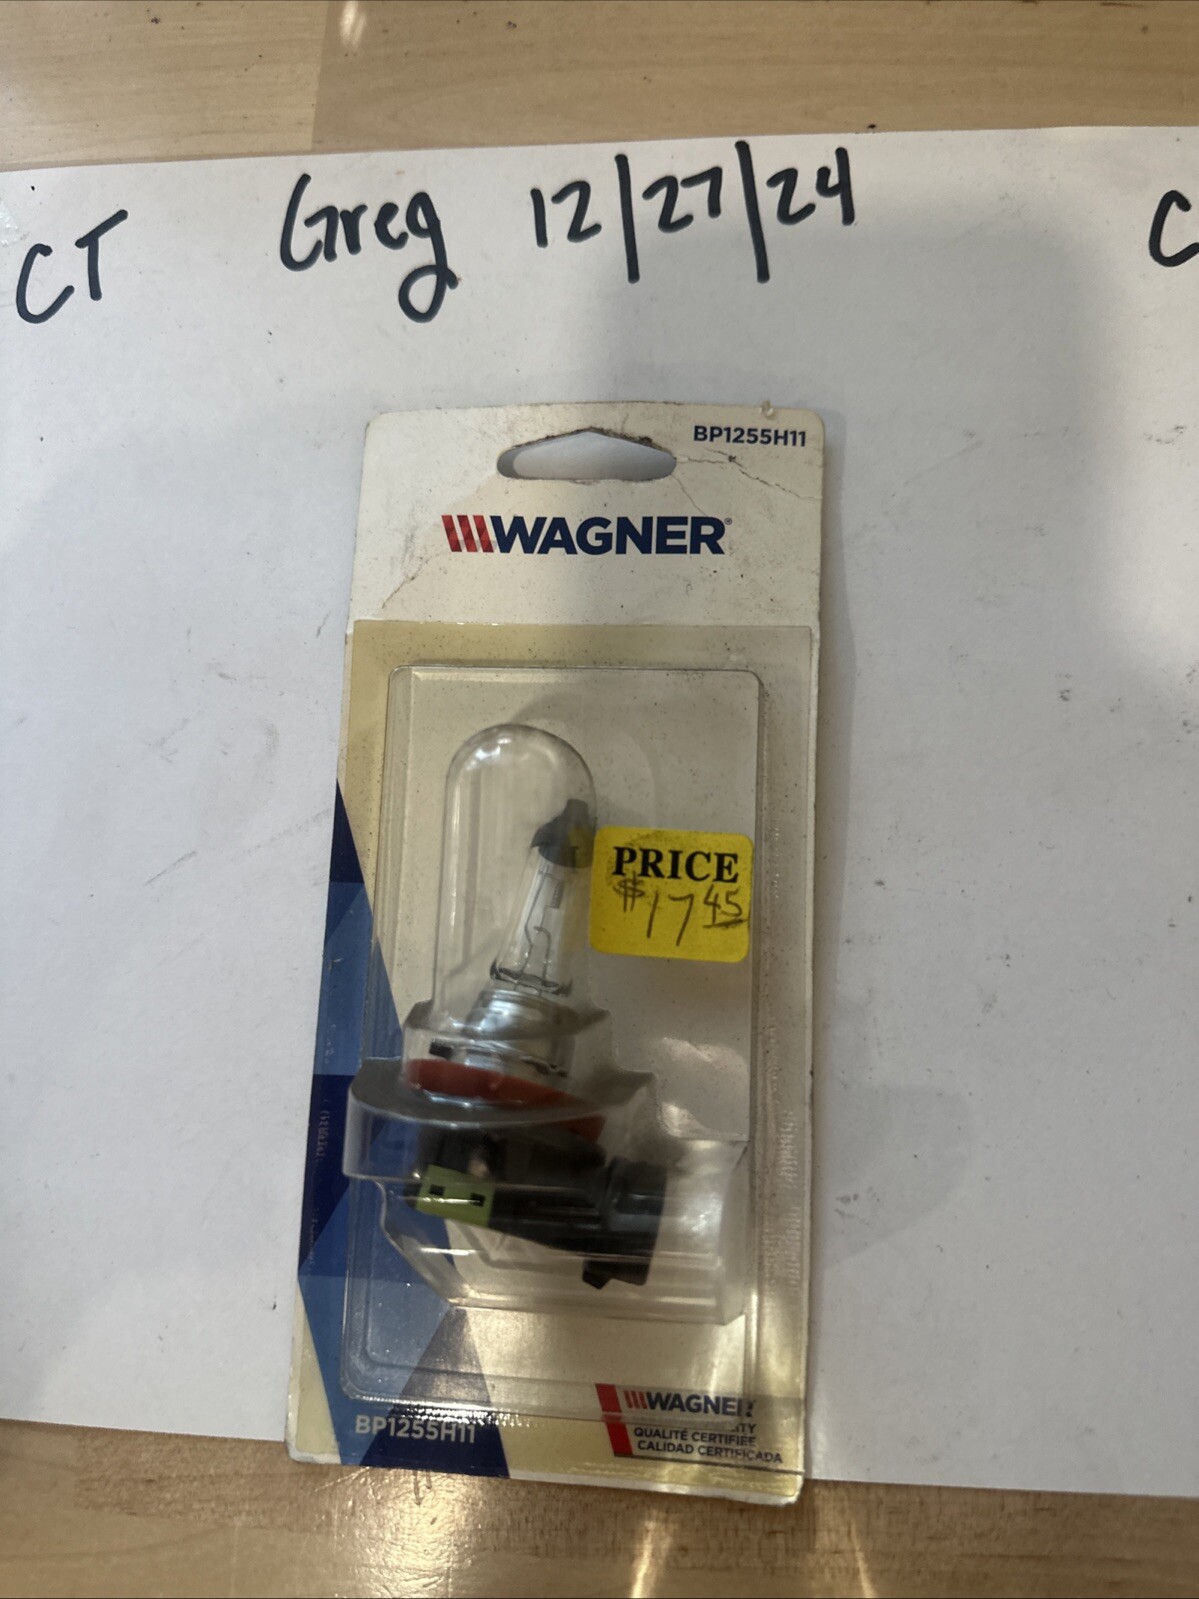 CT Greg 12/27/24 C
BP1255H11
WAGNER®
PRICE
$17 45
BP1255H11
WAGNER
QUALITÉ CERTIFIÉE
CALIDAD CERTIFICADA